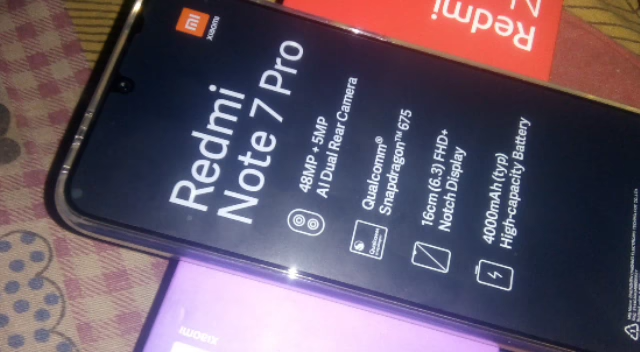 mi
xiaomi
Redmi
Note 7 Pro
48MP + 5MP
AI Dual Rear Camera
Qualcomm®
Snapdragon™ 675
16cm (6.3) FHD+
Notch Display
4000mAh (typ)
High-capacity Battery
Redmi
XIAOMI